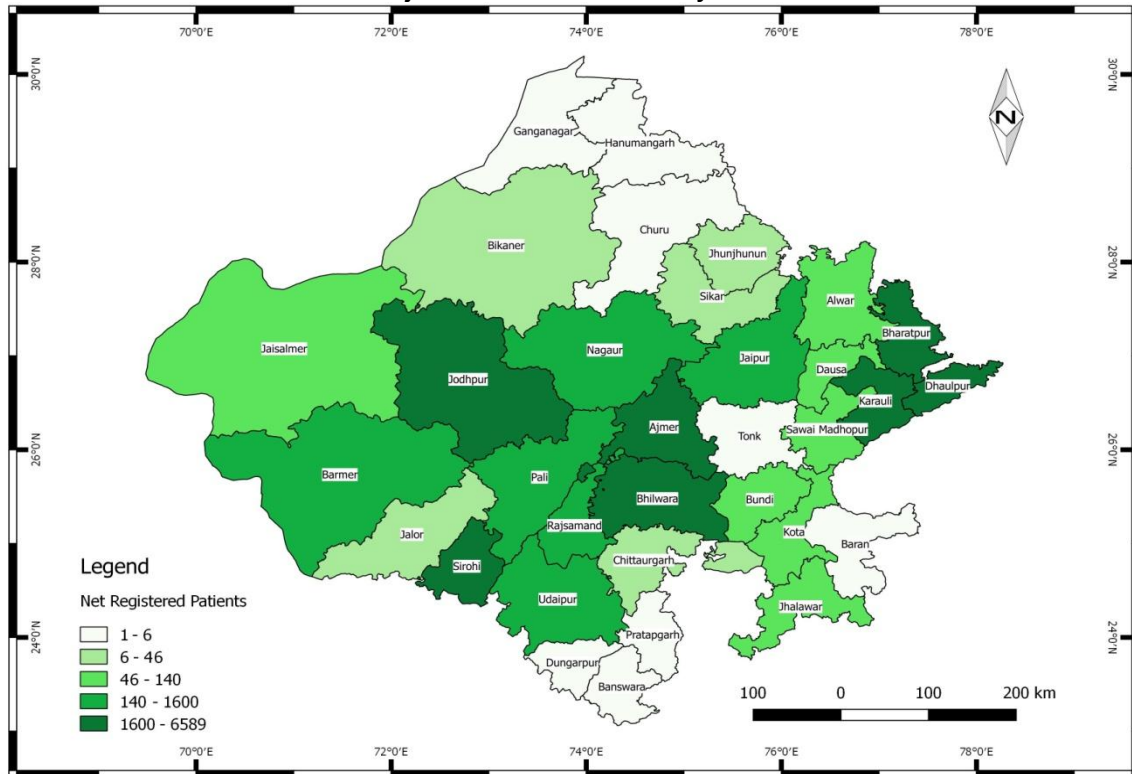 70°0'E 72°0'E 74°0'E 76°0'E 78°0'E
30°0'N 30°0'N
N
Ganganagar
Hanumangarh
Churu
Bikaner
Jhunjhunun
28°0'N 28°0'N
Sikar
Alwar
Bharatpur
Jaisalmer
Nagaur
Jaipur
Dausa
Jodhpur
Dhaulpur
Karauli
Ajmer
Tonk
Sawai Madhopur
26°0'N 26°0'N
Barmer
Pali
Bhilwara
Bundi
Rajsamand
Kota
Jalor
Baran
Chittaurgarh
Sirohi
Udaipur
Jhalawar
Pratapgarh
24°0'N 24°0'N
Dungarpur
Banswara
Legend
Net Registered Patients
1 - 6
6 - 46
46 - 140
140 - 1600
1600 - 6589
100 0 100 200 km
70°0'E 72°0'E 74°0'E 76°0'E 78°0'E